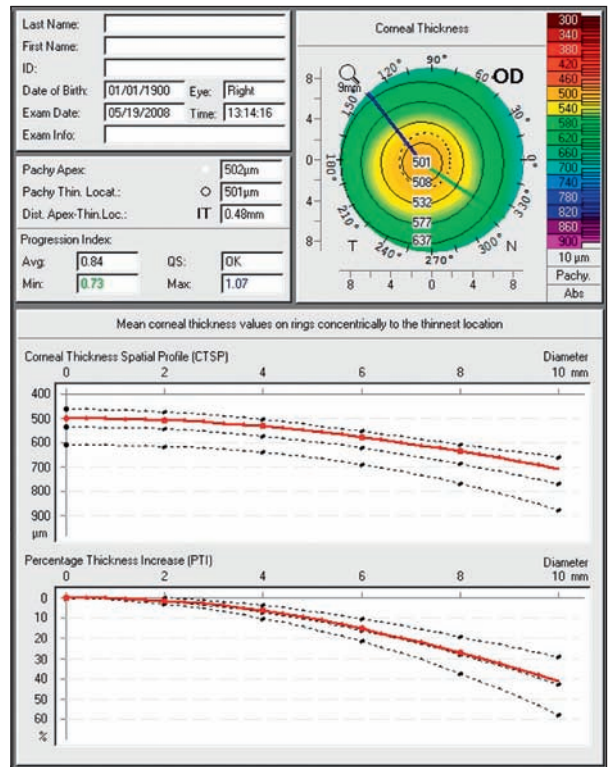 Last Name:
First Name:
ID:
Date of Birth: 01/01/1900 Eye: Right
Exam Date: 05/19/2008 Time: 13:14:16
Exam Info:
Pachy Apex: 502µm
Pachy Thin. Locat.: O 501µm
Dist. Apex-Thin.Loc.: IT 0.48mm
Progression Index:
Avg: 0.84 QS: OK
Min: 0.73 Max: 1.07
Corneal Thickness
OD
9mm
90°
60°
30°
0°
330°
300°
270°
240°
210°
180°
150°
120°
8
4
0
4
8
501
508
532
577
637
T N
8 4 0 4 8
300
340
380
420
460
500
540
580
620
660
700
740
780
820
860
900
10 µm
Pachy.
Abs
Mean corneal thickness values on rings concentrically to the thinnest location
Corneal Thickness Spatial Profile (CTSP) Diameter
0 2 4 6 8 10 mm
400
500
600
700
800
900
µm
Percentage Thickness Increase (PTI) Diameter
0 2 4 6 8 10 mm
0
10
20
30
40
50
60
%